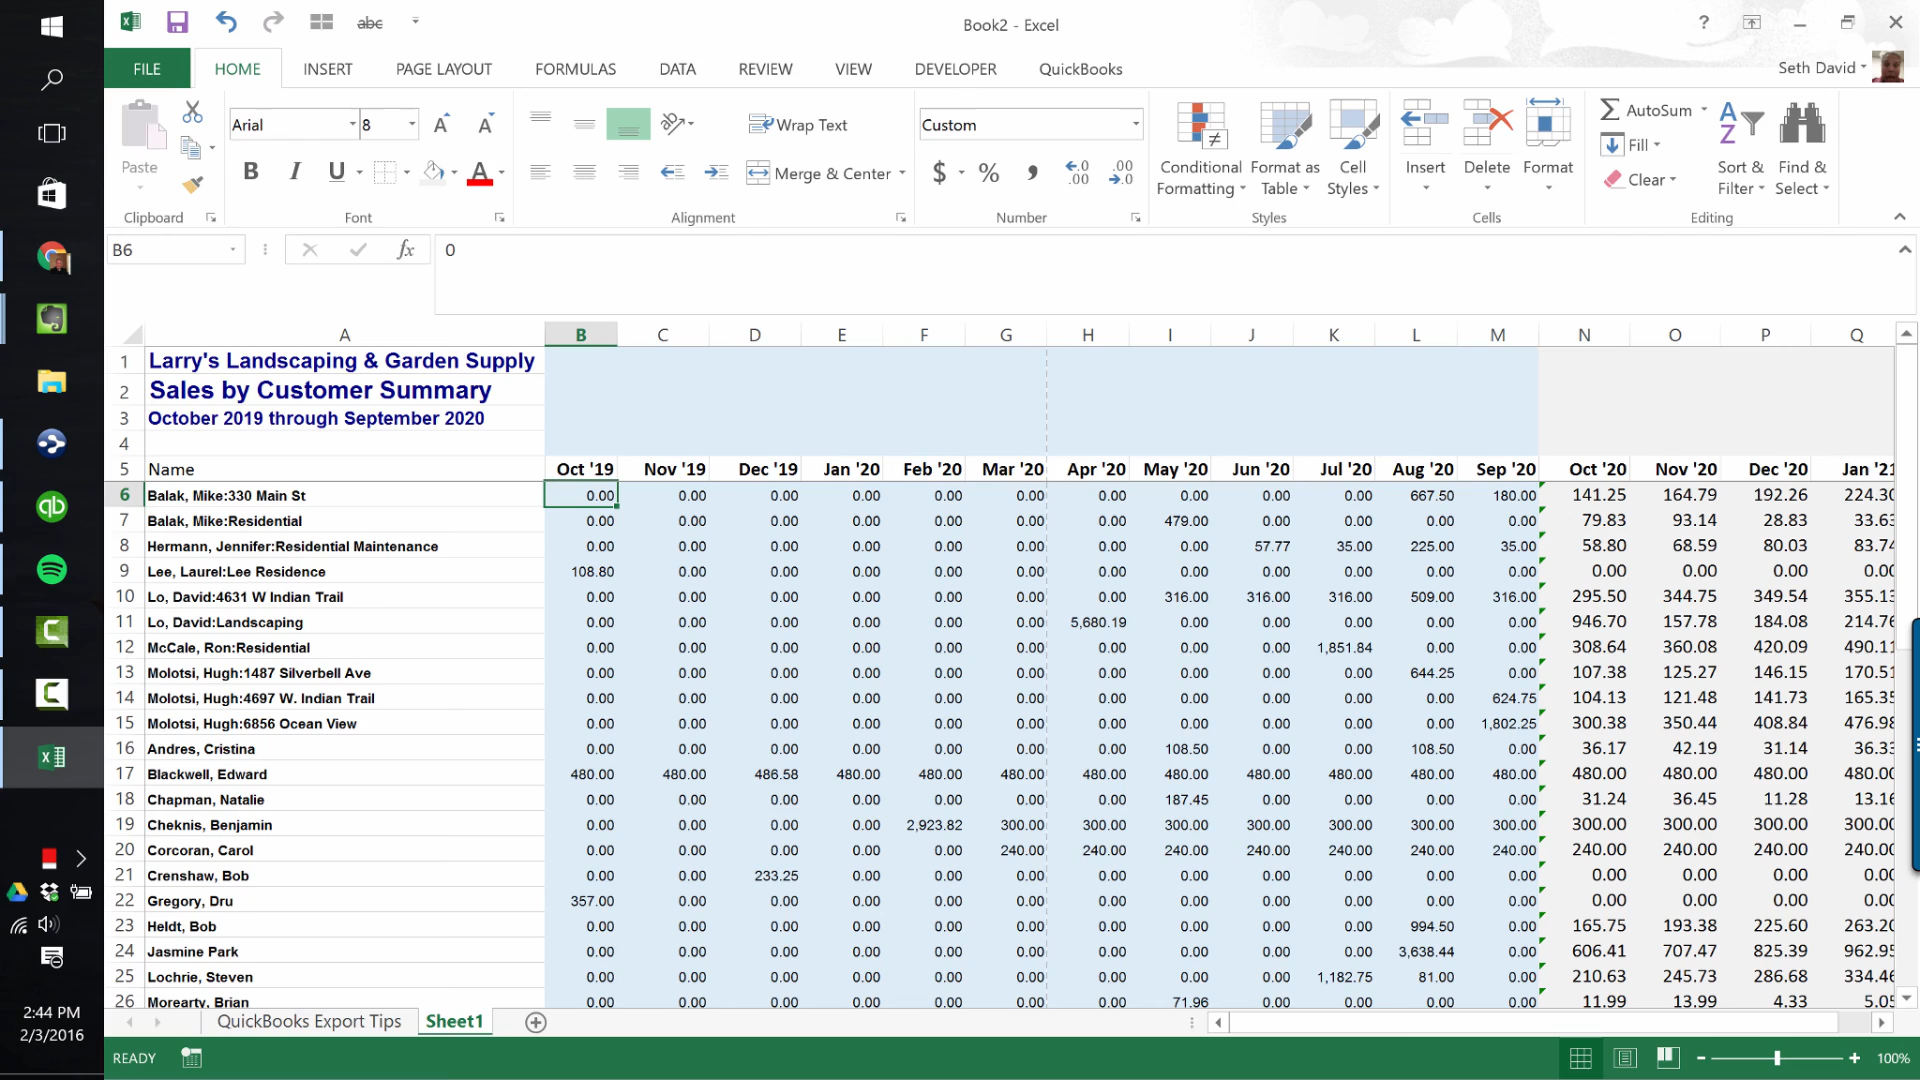 Book2 - Excel
?
FILE HOME INSERT PAGE LAYOUT FORMULAS DATA REVIEW VIEW DEVELOPER QuickBooks Seth David
Paste
Clipboard
Arial 8
B I U A
Font
Wrap Text
Merge & Center
Alignment
Custom
$ % ,
Number
Conditional Formatting
Format as Table
Cell Styles
Styles
Insert Delete Format
Cells
AutoSum
Fill
Clear
Sort & Filter
Find & Select
Editing
B6 fx 0
A B C D E F G H I J K L M N O P Q
1 Larry's Landscaping & Garden Supply
2 Sales by Customer Summary
3 October 2019 through September 2020
4
5 Name Oct '19 Nov '19 Dec '19 Jan '20 Feb '20 Mar '20 Apr '20 May '20 Jun '20 Jul '20 Aug '20 Sep '20 Oct '20 Nov '20 Dec '20 Jan '21
6 Balak, Mike:330 Main St 0.00 0.00 0.00 0.00 0.00 0.00 0.00 0.00 0.00 0.00 667.50 180.00 141.25 164.79 192.26 224.30
7 Balak, Mike:Residential 0.00 0.00 0.00 0.00 0.00 0.00 0.00 479.00 0.00 0.00 0.00 0.00 79.83 93.14 28.83 33.63
8 Hermann, Jennifer:Residential Maintenance 0.00 0.00 0.00 0.00 0.00 0.00 0.00 0.00 57.77 35.00 225.00 35.00 58.80 68.59 80.03 83.74
9 Lee, Laurel:Lee Residence 108.80 0.00 0.00 0.00 0.00 0.00 0.00 0.00 0.00 0.00 0.00 0.00 0.00 0.00 0.00 0.00
10 Lo, David:4631 W Indian Trail 0.00 0.00 0.00 0.00 0.00 0.00 0.00 316.00 316.00 316.00 509.00 316.00 295.50 344.75 349.54 355.13
11 Lo, David:Landscaping 0.00 0.00 0.00 0.00 0.00 0.00 5,680.19 0.00 0.00 0.00 0.00 0.00 946.70 157.78 184.08 214.76
12 McCale, Ron:Residential 0.00 0.00 0.00 0.00 0.00 0.00 0.00 0.00 0.00 1,851.84 0.00 0.00 308.64 360.08 420.09 490.11
13 Molotsi, Hugh:1487 Silverbell Ave 0.00 0.00 0.00 0.00 0.00 0.00 0.00 0.00 0.00 0.00 644.25 0.00 107.38 125.27 146.15 170.51
14 Molotsi, Hugh:4697 W. Indian Trail 0.00 0.00 0.00 0.00 0.00 0.00 0.00 0.00 0.00 0.00 0.00 624.75 104.13 121.48 141.73 165.35
15 Molotsi, Hugh:6856 Ocean View 0.00 0.00 0.00 0.00 0.00 0.00 0.00 0.00 0.00 0.00 0.00 1,802.25 300.38 350.44 408.84 476.98
16 Andres, Cristina 0.00 0.00 0.00 0.00 0.00 0.00 0.00 108.50 0.00 0.00 108.50 0.00 36.17 42.19 31.14 36.33
17 Blackwell, Edward 480.00 480.00 486.58 480.00 480.00 480.00 480.00 480.00 480.00 480.00 480.00 480.00 480.00 480.00 480.00 480.00
18 Chapman, Natalie 0.00 0.00 0.00 0.00 0.00 0.00 0.00 187.45 0.00 0.00 0.00 0.00 31.24 36.45 11.28 13.16
19 Cheknis, Benjamin 0.00 0.00 0.00 0.00 2,923.82 300.00 300.00 300.00 300.00 300.00 300.00 300.00 300.00 300.00 300.00 300.00
20 Corcoran, Carol 0.00 0.00 0.00 0.00 0.00 240.00 240.00 240.00 240.00 240.00 240.00 240.00 240.00 240.00 240.00 240.00
21 Crenshaw, Bob 0.00 0.00 233.25 0.00 0.00 0.00 0.00 0.00 0.00 0.00 0.00 0.00 0.00 0.00 0.00 0.00
22 Gregory, Dru 357.00 0.00 0.00 0.00 0.00 0.00 0.00 0.00 0.00 0.00 0.00 0.00 0.00 0.00 0.00 0.00
23 Heldt, Bob 0.00 0.00 0.00 0.00 0.00 0.00 0.00 0.00 0.00 0.00 994.50 0.00 165.75 193.38 225.60 263.20
24 Jasmine Park 0.00 0.00 0.00 0.00 0.00 0.00 0.00 0.00 0.00 0.00 3,638.44 0.00 606.41 707.47 825.39 962.95
25 Lochrie, Steven 0.00 0.00 0.00 0.00 0.00 0.00 0.00 0.00 0.00 1,182.75 81.00 0.00 210.63 245.73 286.68 334.46
26 Morearty, Brian 0.00 0.00 0.00 0.00 0.00 0.00 0.00 71.96 0.00 0.00 0.00 0.00 11.99 13.99 4.33 5.05
QuickBooks Export Tips Sheet1
READY 100%
2:44 PM
2/3/2016